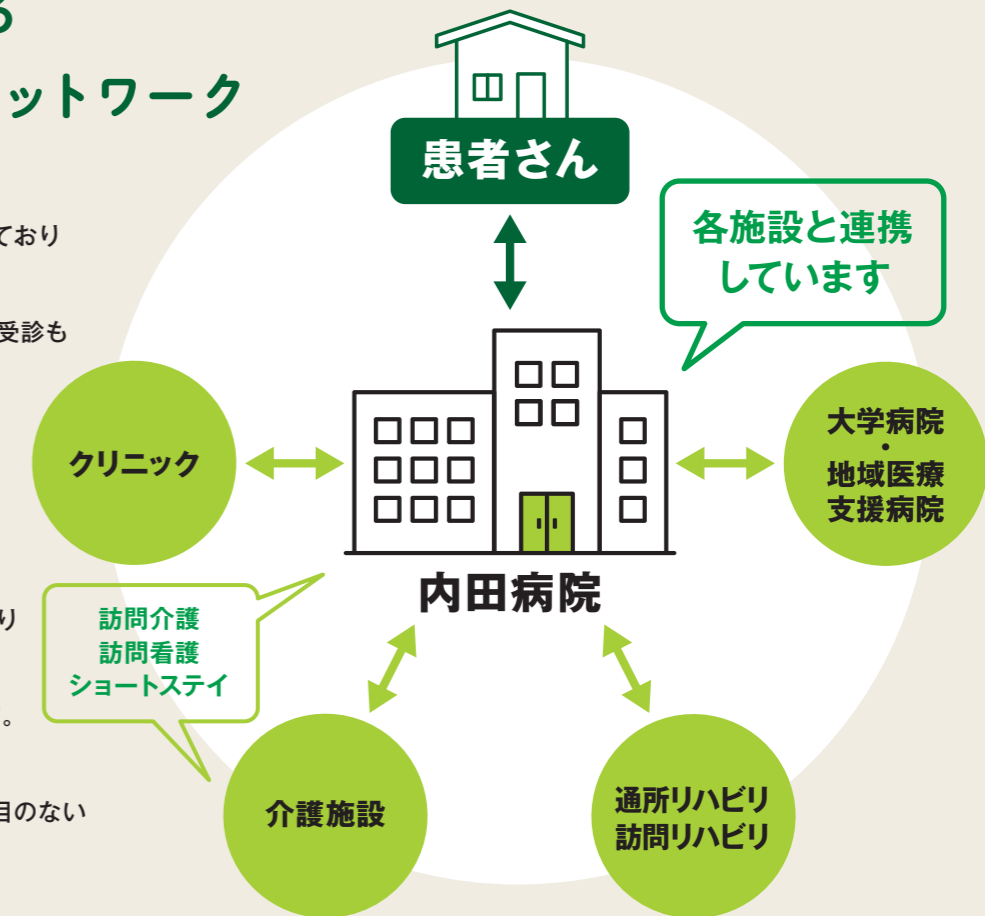 る
ットワーク
患者さん
ており
受診も
各施設と連携
しています
クリニック
大学病院
・
地域医療
支援病院
内田病院
り
。
目のない
訪問介護
訪問看護
ショートステイ
介護施設
通所リハビリ
訪問リハビリ